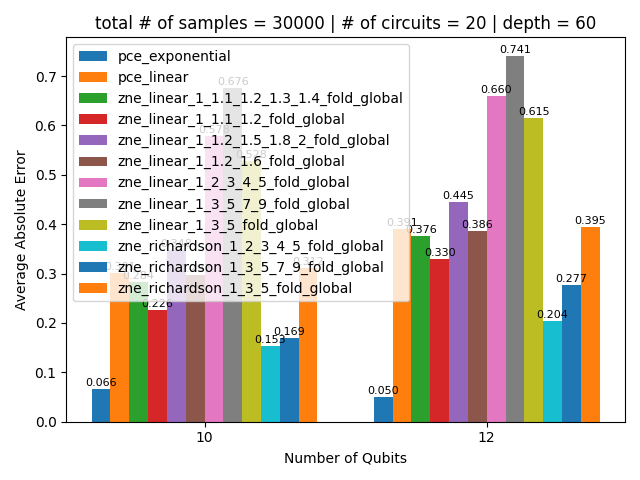 total # of samples = 30000 | # of circuits = 20 | depth = 60
Average Absolute Error
0.7
0.6
0.5
0.4
0.3
0.2
0.1
0.0
pce_exponential
pce_linear
zne_linear_1_1.1_1.2_1.3_1.4_fold_global
zne_linear_1_1.1_1.2_fold_global
zne_linear_1_1.2_1.5_1.8_2_fold_global
zne_linear_1_1.2_1.6_fold_global
zne_linear_1_2_3_4_5_fold_global
zne_linear_1_3_5_7_9_fold_global
zne_linear_1_3_5_fold_global
zne_richardson_1_2_3_4_5_fold_global
zne_richardson_1_3_5_7_9_fold_global
zne_richardson_1_3_5_fold_global
0.066
0.226
0.676
0.528
0.153
0.169
0.312
0.050
0.391
0.376
0.330
0.445
0.386
0.660
0.741
0.615
0.204
0.277
0.395
10
12
Number of Qubits